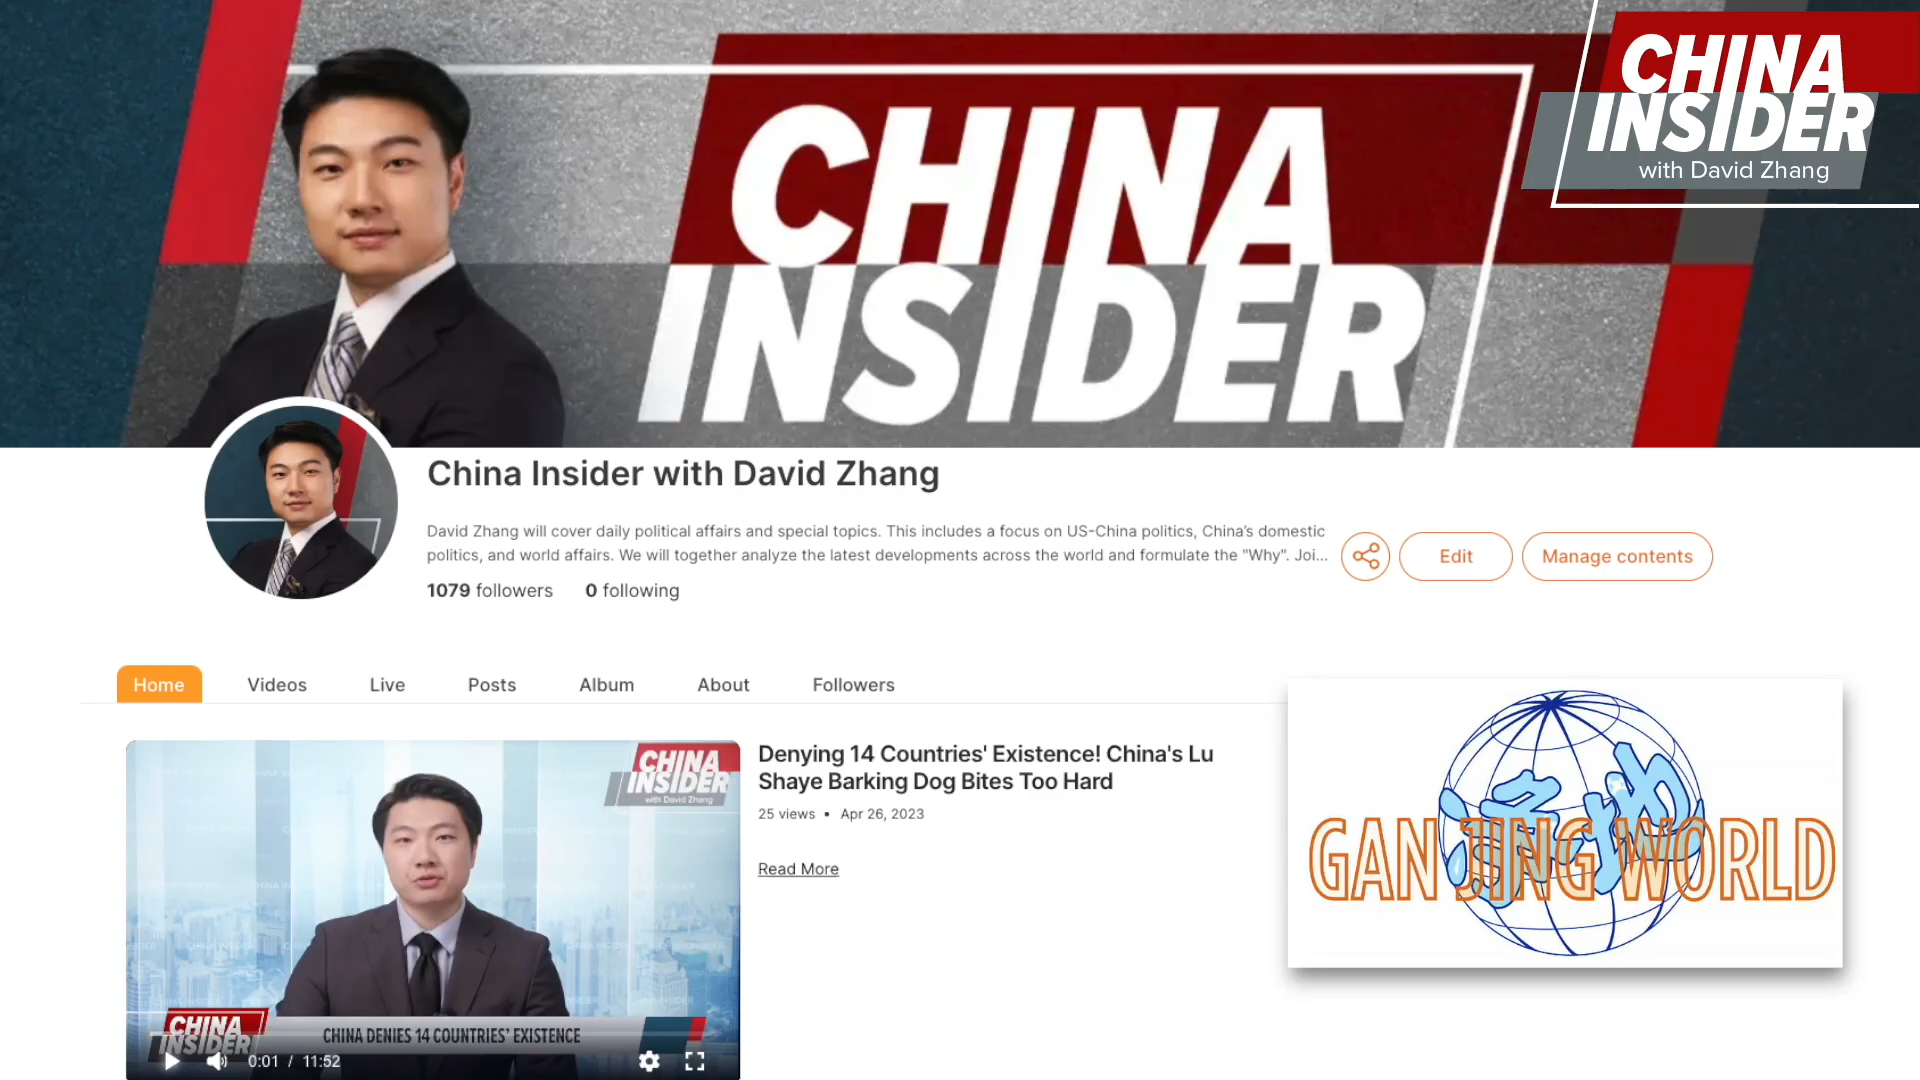 CHINA
INSIDER
CHINA
INSIDER
with David Zhang
China Insider with David Zhang
David Zhang will cover daily political affairs and special topics. This includes a focus on US-China politics, China's domestic
politics, and world affairs. We will together analyze the latest developments across the world and formulate the "Why". Joi...
1079 followers 0 following
Share Edit Manage contents
Home Videos Live Posts Album About Followers
CHINA
INSIDER
with David Zhang
CHINA
INSIDER
CHINA DENIES 14 COUNTRIES' EXISTENCE
0:01 / 11:52
Denying 14 Countries' Existence! China's Lu
Shaye Barking Dog Bites Too Hard
25 views • Apr 26, 2023
Read More
GAN JING WORLD